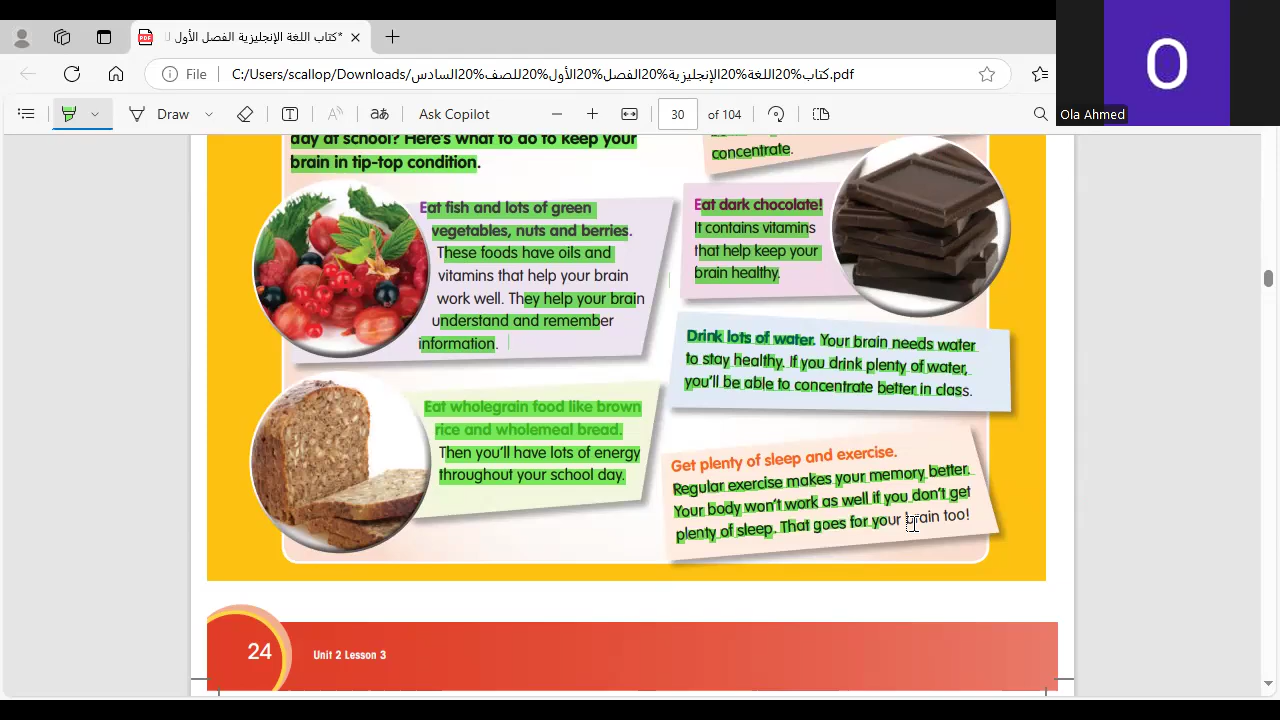 *كتاب اللغة الإنجليزية الفصل الأول
File
C:/Users/scallop/Downloads/كتاب%20اللغة%20الإنجليزية%20الفصل%20الأول%20للصف%20السادس.pdf
Draw
Ask Copilot
30
of 104
O
Ola Ahmed
day at school? Here's what to do to keep your
brain in tip-top condition.
Eat fish and lots of green
vegetables, nuts and berries.
These foods have oils and
vitamins that help your brain
work well. They help your brain
understand and remember
information.
Eat wholegrain food like brown
rice and wholemeal bread.
Then you'll have lots of energy
throughout your school day.
concentrate.
Eat dark chocolate!
It contains vitamins
that help keep your
brain healthy.
Drink lots of water. Your brain needs water
to stay healthy. If you drink plenty of water,
you'll be able to concentrate better in class.
Get plenty of sleep and exercise.
Regular exercise makes your memory better.
Your body won't work as well if you don't get
plenty of sleep. That goes for your brain too!
24
Unit 2 Lesson 3